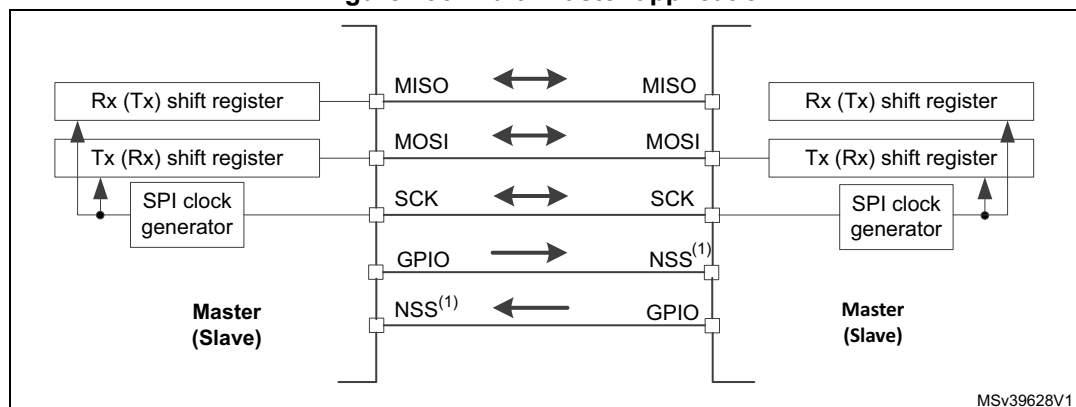 MISO MISO
Rx (Tx) shift register Rx (Tx) shift register
MOSI MOSI
Tx (Rx) shift register Tx (Rx) shift register
SCK SCK
SPI clock
generator
SPI clock
generator
GPIO NSS(1)
NSS(1) GPIO
Master
(Slave)
Master
(Slave)
MSv39628V1